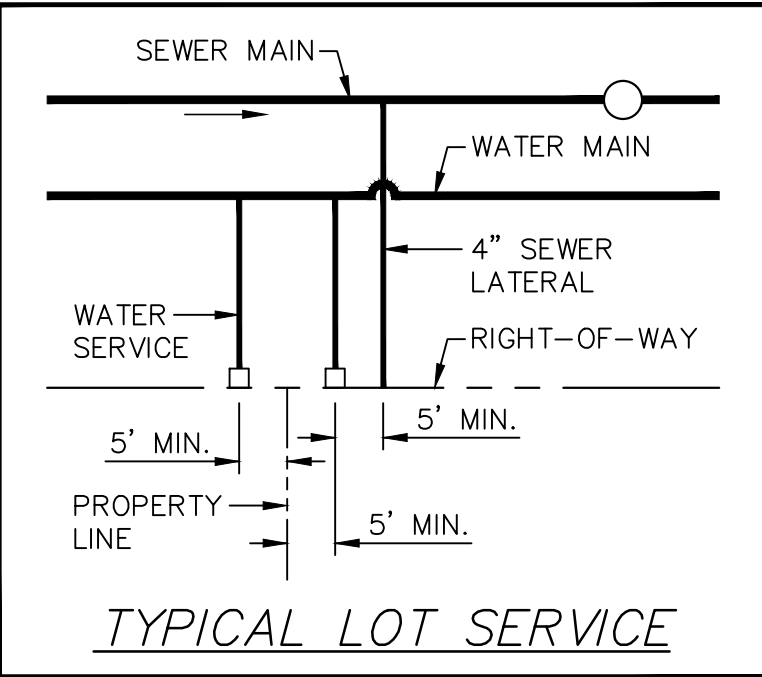 SEWER MAIN
WATER MAIN
4" SEWER
LATERAL
WATER
SERVICE
RIGHT-OF-WAY
5' MIN.
5' MIN.
PROPERTY
LINE
5' MIN.
TYPICAL LOT SERVICE